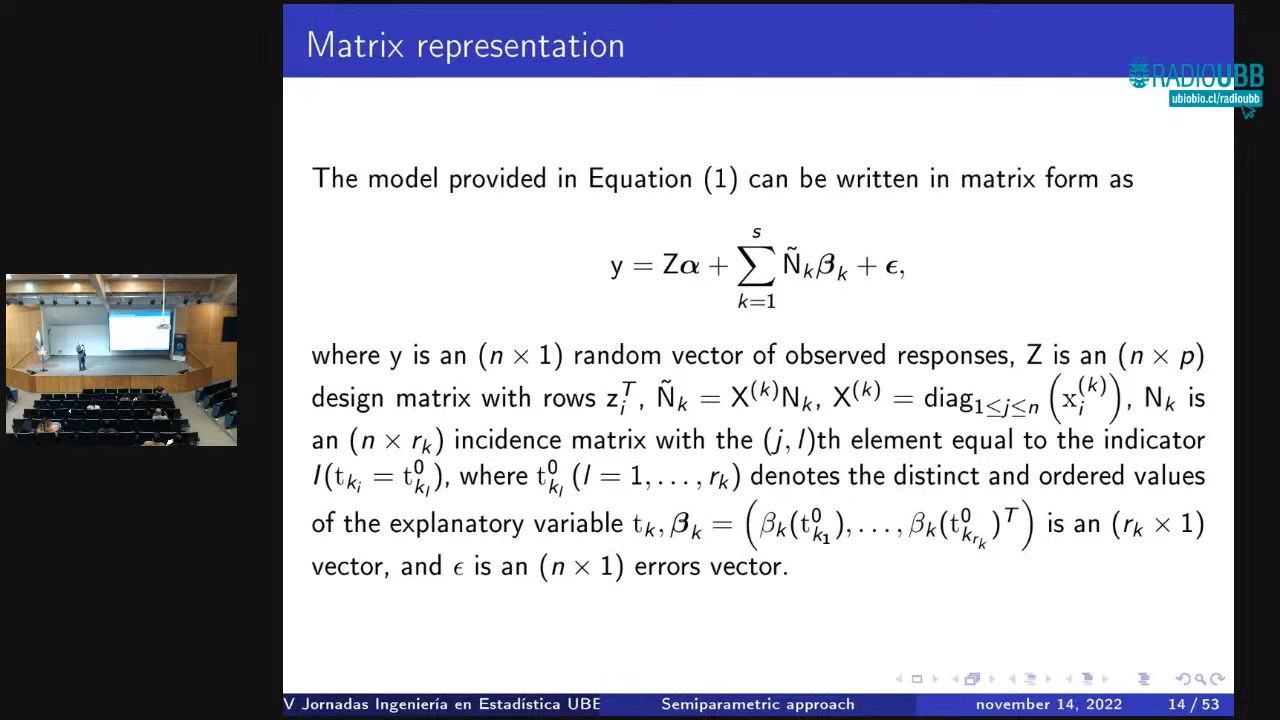 Matrix representation
RADIOUBB
ubiobio.cl/radioubb
The model provided in Equation (1) can be written in matrix form as
y = Zα + ∑_{k=1}^{s} Ñ_k β_k + ϵ,
where y is an (n × 1) random vector of observed responses, Z is an (n × p)
design matrix with rows z_i^T, Ñ_k = X^(k)N_k, X^(k) = diag_{1≤j≤n} (x_i^(k)), N_k is
an (n × r_k) incidence matrix with the (j, l)th element equal to the indicator
I(t_{k_i} = t^0_{k_l}), where t^0_{k_l} (l = 1, . . . , r_k) denotes the distinct and ordered values
of the explanatory variable t_k, β_k = (β_k(t^0_{k_1}), . . . , β_k(t^0_{k_{r_k}})^T) is an (r_k × 1)
vector, and ϵ is an (n × 1) errors vector.
V Jornadas Ingeniería en Estadística UBB Semiparametric approach november 14, 2022 14 / 53